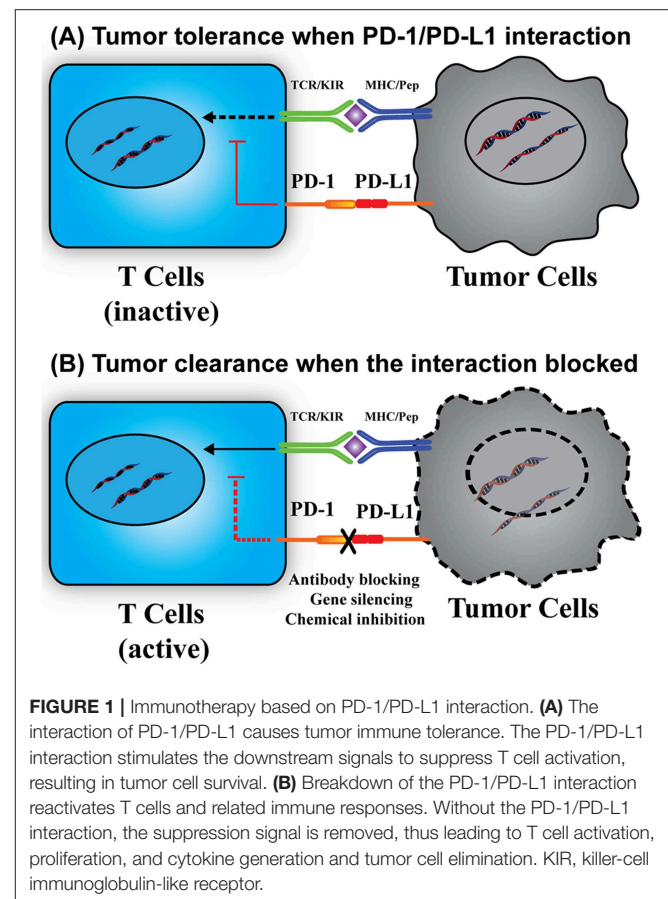 (A) Tumor tolerance when PD-1/PD-L1 interaction
TCR/KIR MHC/Pep
PD-1 PD-L1
T Cells
(inactive)
Tumor Cells
(B) Tumor clearance when the interaction blocked
TCR/KIR MHC/Pep
PD-1 PD-L1
Antibody blocking
Gene silencing
Chemical inhibition
T Cells
(active)
Tumor Cells
FIGURE 1 | Immunotherapy based on PD-1/PD-L1 interaction. (A) The
interaction of PD-1/PD-L1 causes tumor immune tolerance. The PD-1/PD-L1
interaction stimulates the downstream signals to suppress T cell activation,
resulting in tumor cell survival. (B) Breakdown of the PD-1/PD-L1 interaction
reactivates T cells and related immune responses. Without the PD-1/PD-L1
interaction, the suppression signal is removed, thus leading to T cell activation,
proliferation, and cytokine generation and tumor cell elimination. KIR, killer-cell
immunoglobulin-like receptor.